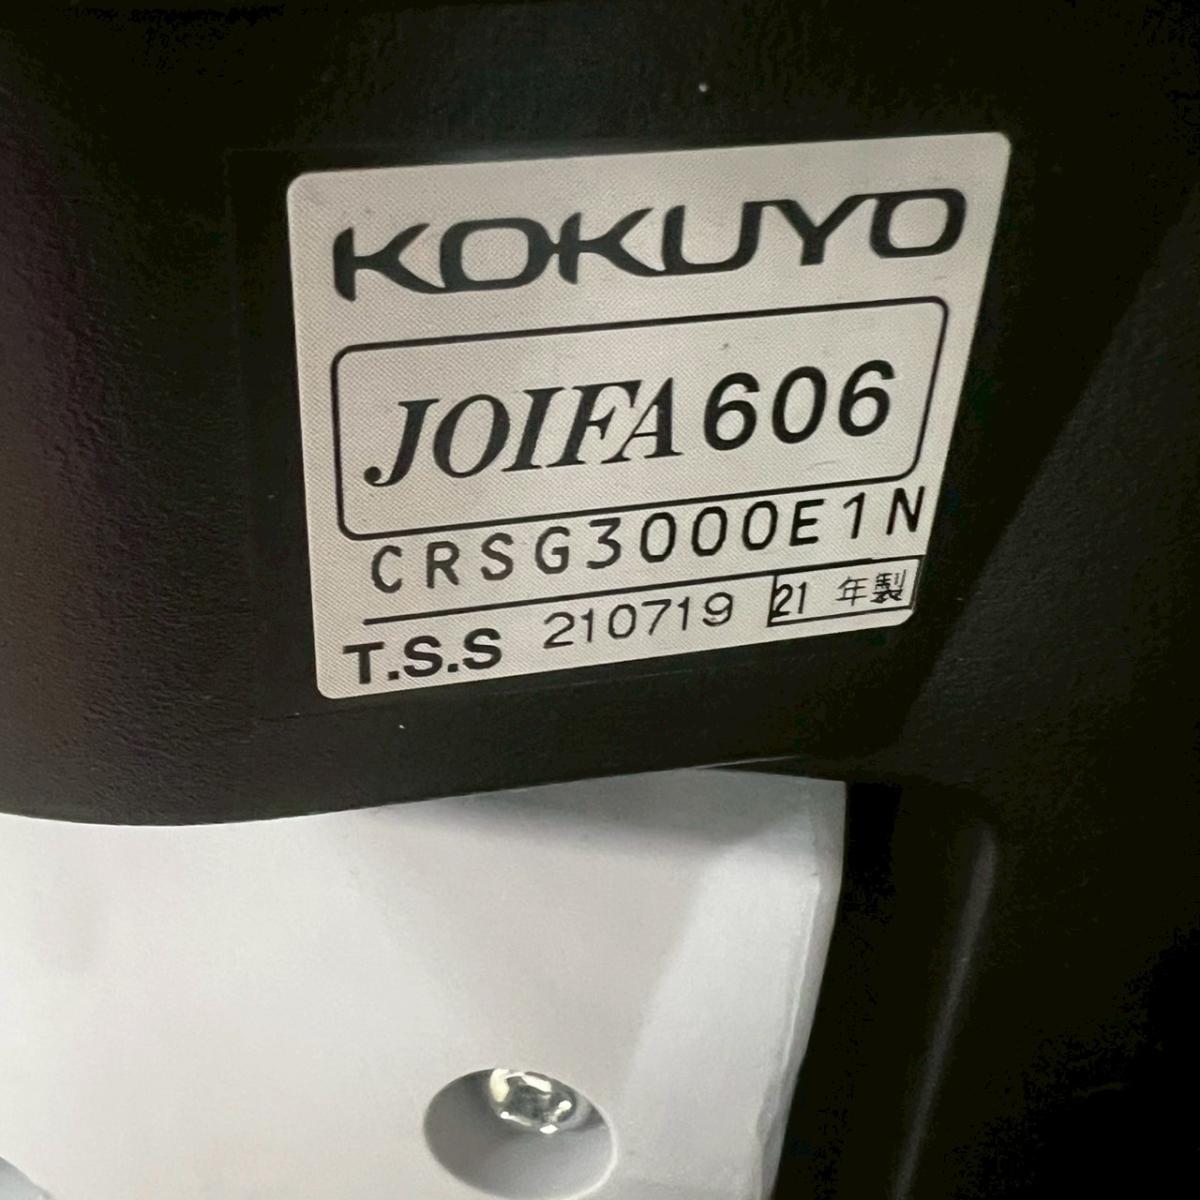 KOKUYO
JOIFA 606
CRSG3000E1N
T.S.S 210719 21 年製